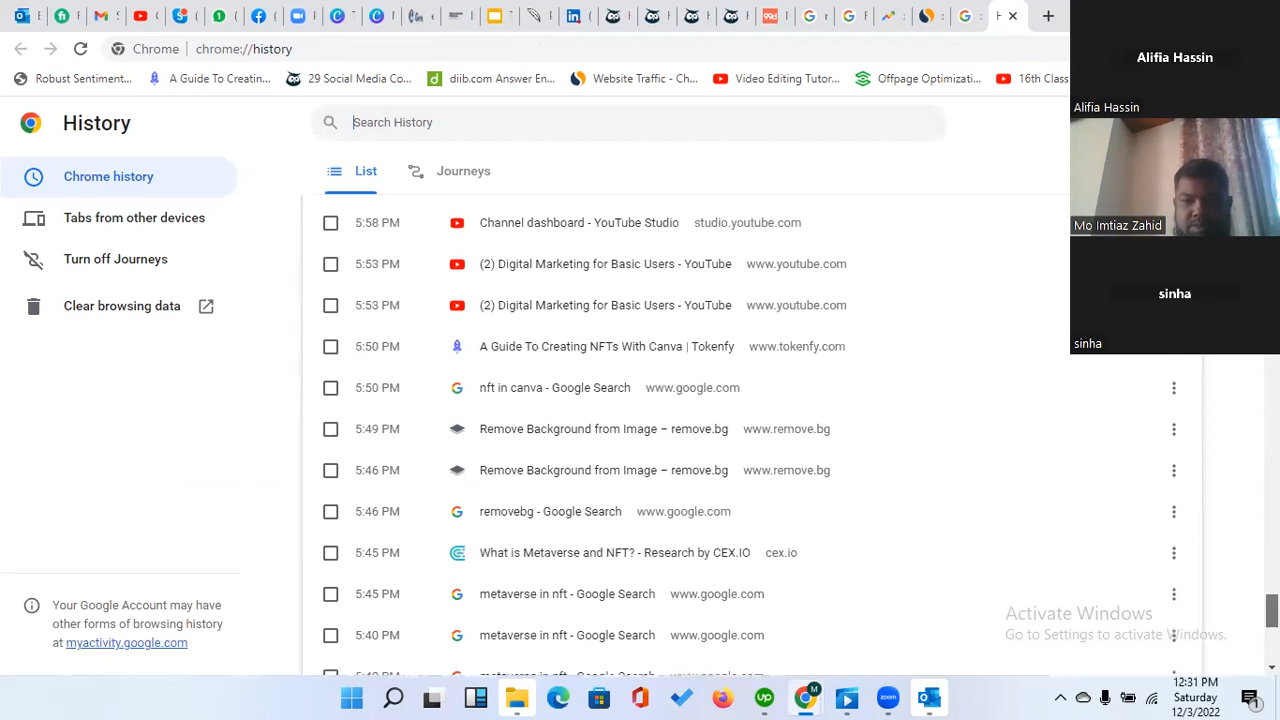 Chrome chrome://history
Robust Sentiment... A Guide To Creatin... 29 Social Media Co... diib.com Answer En... Website Traffic - Ch... Video Editing Tutor... Offpage Optimizati... 16th Class
History
Search History
Chrome history
Tabs from other devices
Turn off Journeys
Clear browsing data
List Journeys
5:58 PM Channel dashboard - YouTube Studio studio.youtube.com
5:53 PM (2) Digital Marketing for Basic Users - YouTube www.youtube.com
5:53 PM (2) Digital Marketing for Basic Users - YouTube www.youtube.com
5:50 PM A Guide To Creating NFTs With Canva | Tokenfy www.tokenfy.com
5:50 PM nft in canva - Google Search www.google.com
5:49 PM Remove Background from Image – remove.bg www.remove.bg
5:46 PM Remove Background from Image – remove.bg www.remove.bg
5:46 PM removebg - Google Search www.google.com
5:45 PM What is Metaverse and NFT? - Research by CEX.IO cex.io
5:45 PM metaverse in nft - Google Search www.google.com
5:40 PM metaverse in nft - Google Search www.google.com
Your Google Account may have
other forms of browsing history
at myactivity.google.com
Alifia Hassin
Alifia Hassin
Mo Imtiaz Zahid
sinha
sinha
Activate Windows
Go to Settings to activate Windows.
12:31 PM
Saturday
12/3/2022